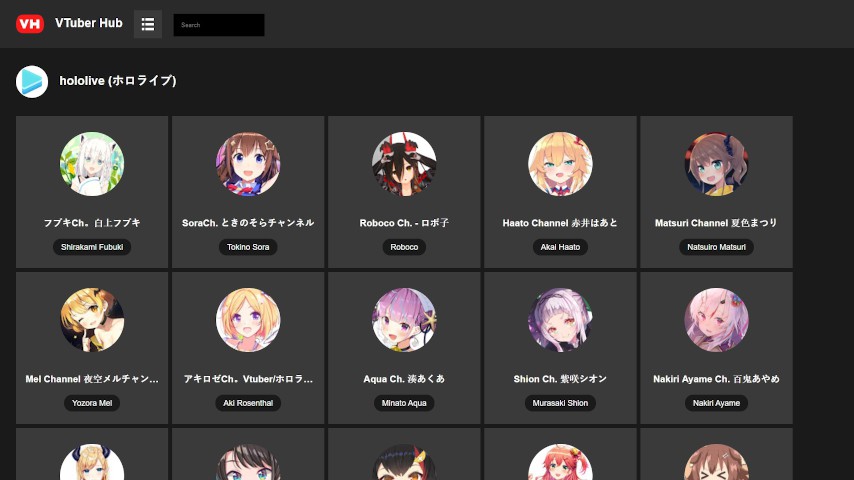 VH VTuber Hub Search
hololive (ホロライブ)
フブキCh。白上フブキ
SoraCh. ときのそらチャンネル
Roboco Ch. - ロボ子
Haato Channel 赤井はあと
Matsuri Channel 夏色まつり
Shirakami Fubuki
Tokino Sora
Roboco
Akai Haato
Natsuiro Matsuri
Mel Channel 夜空メルチャン...
アキロゼCh。Vtuber/ホロラ...
Aqua Ch. 湊あくあ
Shion Ch. 紫咲シオン
Nakiri Ayame Ch. 百鬼あやめ
Yozora Mel
Aki Rosenthal
Minato Aqua
Murasaki Shion
Nakiri Ayame